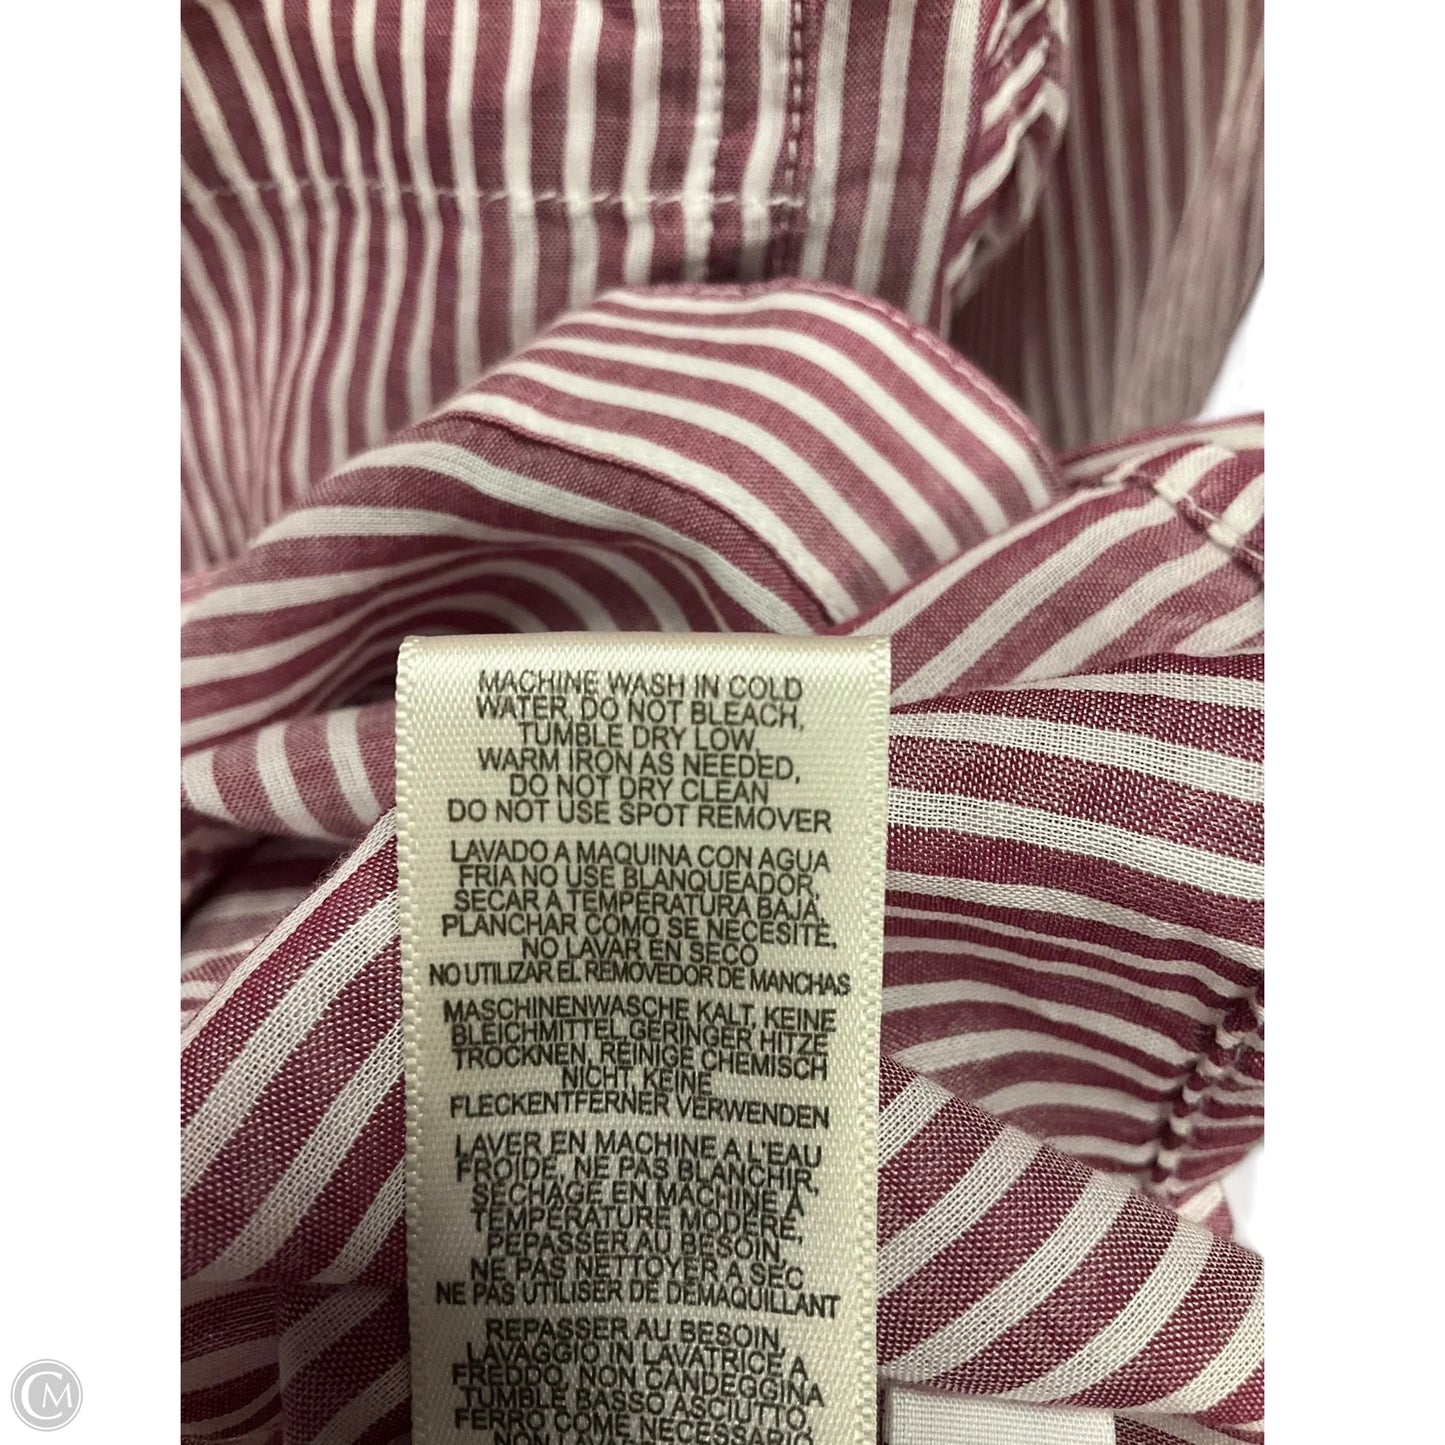 MACHINE WASH IN COLD
WATER, DO NOT BLEACH,
TUMBLE DRY LOW,
WARM IRON AS NEEDED,
DO NOT DRY CLEAN
DO NOT USE SPOT REMOVER
LAVADO A MAQUINA CON AGUA
FRIA NO USE BLANQUEADOR,
SECAR A TEMPERATURA BAJA,
PLANCHAR COMO SE NECESITE,
NO LAVAR EN SECO
NO UTILIZAR EL REMOVEDOR DE MANCHAS
MASCHINENWASCHE KALT, KEINE
BLEICHMITTEL GERINGER HITZE
TROCKNEN, REINIGE CHEMISCH
NICHT, KEINE
FLECKENTFERNER VERWENDEN
LAVER EN MACHINE A L'EAU
FROIDE, NE PAS BLANCHIR,
SÉCHAGE EN MACHINE À
TEMPÉRATURE MODÉRÉ,
REPASSER AU BESOIN,
NE PAS NETTOYER A SEC
NE PAS UTILISER DE DEMAQUILLANT
REPASSER AU BESOIN,
LAVAGGIO IN LAVATRICE A
FREDDO, NON CANDEGGINA
TUMBLE BASSO ASCIUTTO,
FERRO COME NECESSARIO
CM